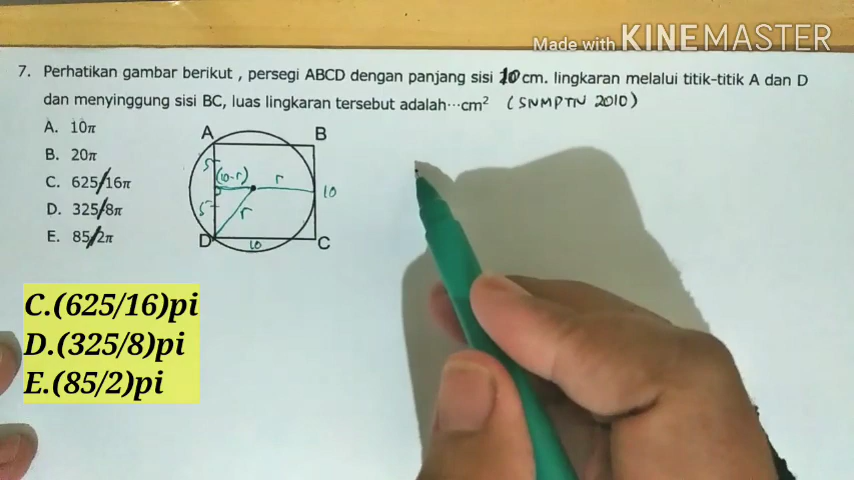 Made with KINEMASTER
7. Perhatikan gambar berikut , persegi ABCD dengan panjang sisi 10 cm. lingkaran melalui titik-titik A dan D
dan menyinggung sisi BC, luas lingkaran tersebut adalah···cm² (SNMPTN 2010)
A. 10π
B. 20π
C. 625/16π
D. 325/8π
E. 85/2π
A B
5 (10-r) r 10
5 r
D 10 C
C.(625/16)pi
D.(325/8)pi
E.(85/2)pi